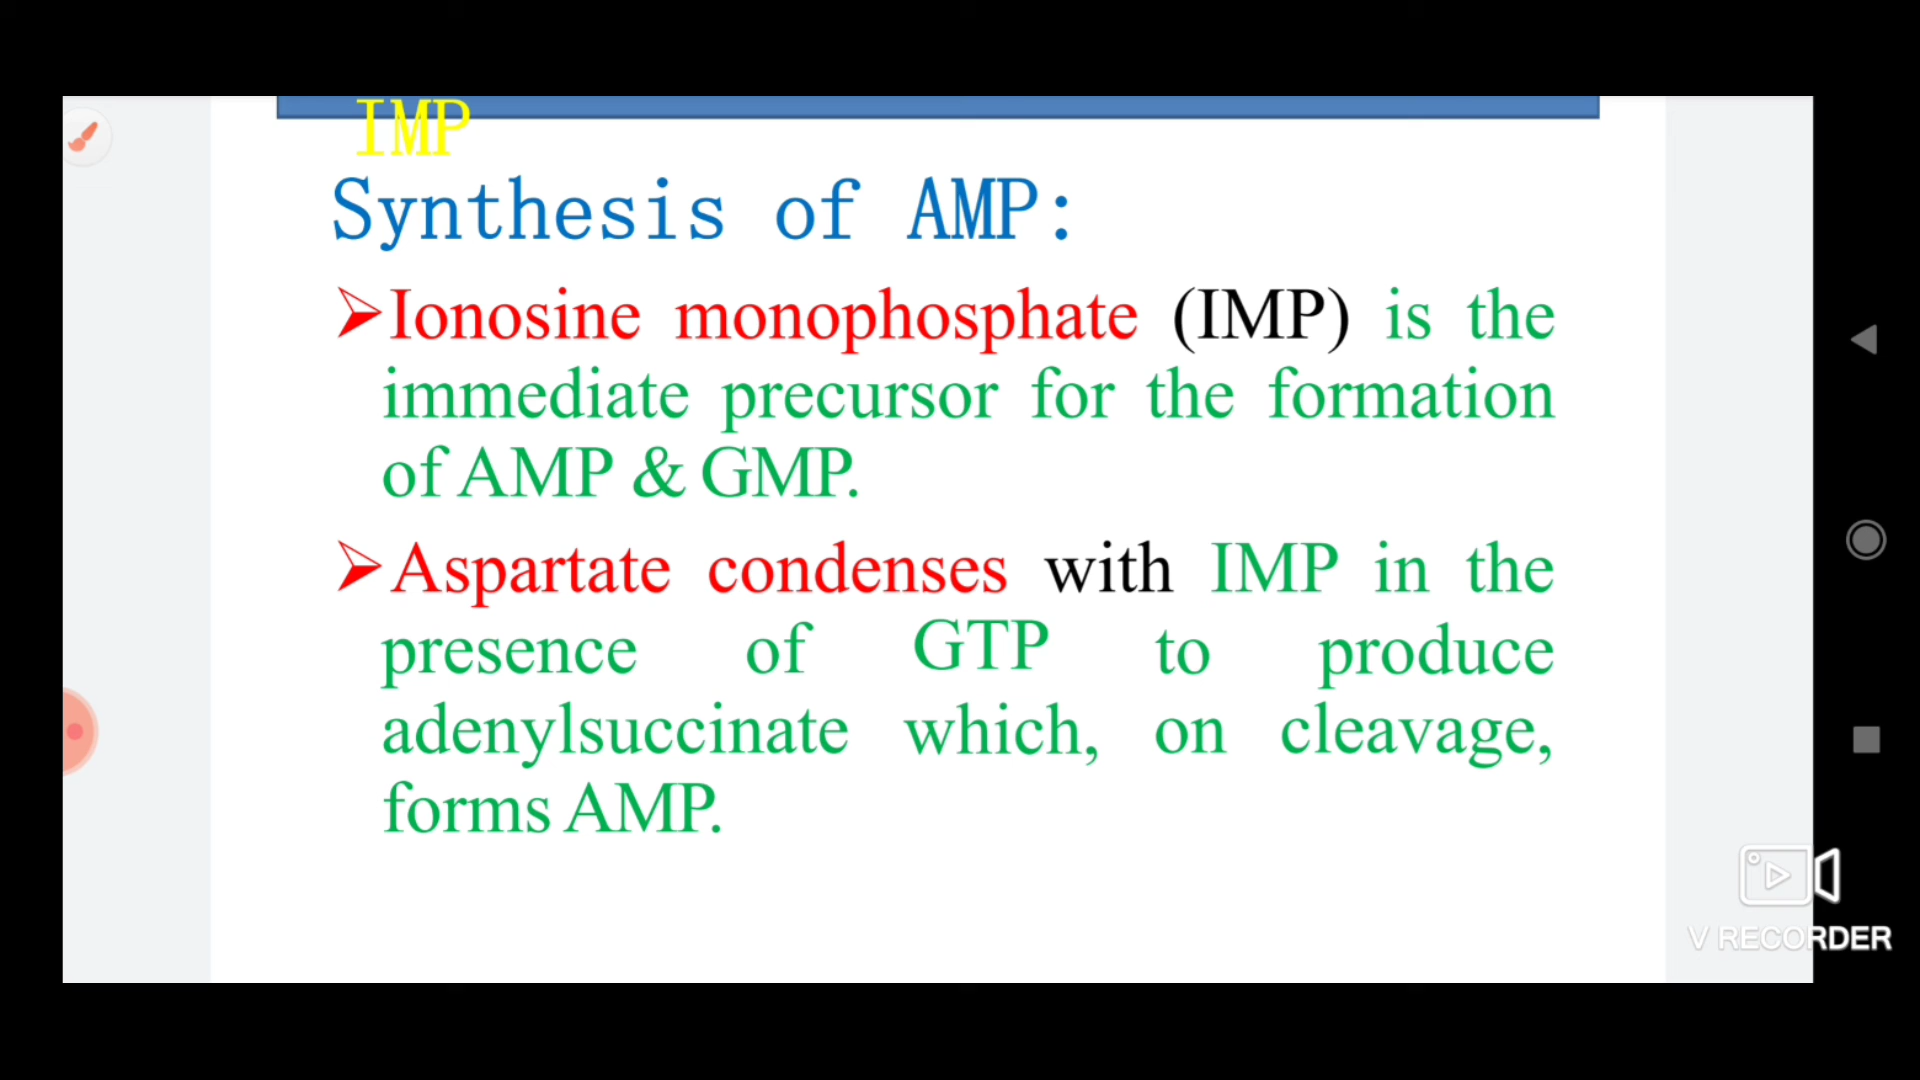 IMP
Synthesis of AMP:
➢Ionosine monophosphate (IMP) is the
immediate precursor for the formation
of AMP & GMP.
➢Aspartate condenses with IMP in the
presence of GTP to produce
adenylsuccinate which, on cleavage,
forms AMP.
V RECORDER